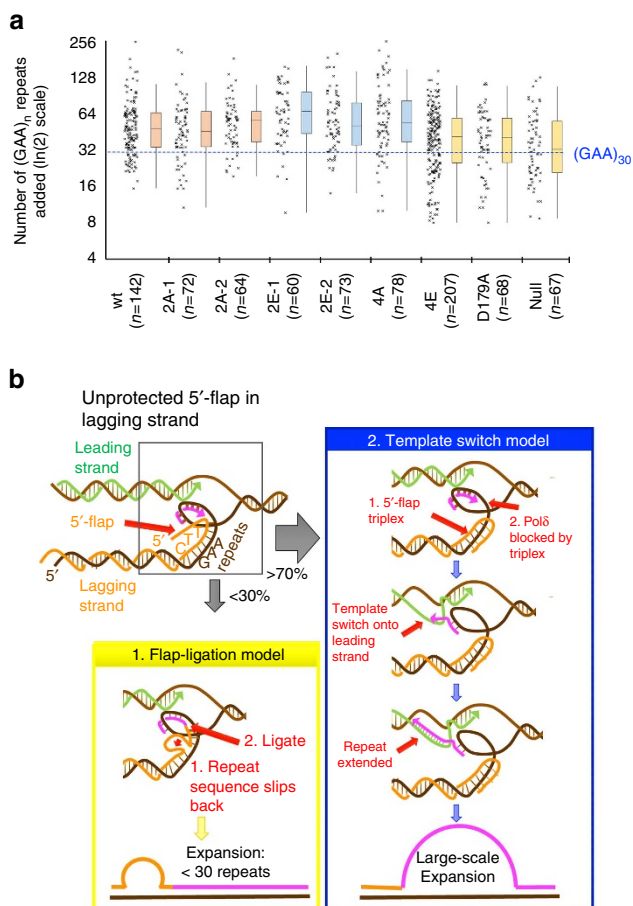 a
Number of (GAA)n repeats
added (ln(2) scale)
256
128
64
32
16
8
4
(GAA)30
wt
(n=142)
2A-1
(n=72)
2A-2
(n=64)
2E-1
(n=60)
2E-2
(n=73)
4A
(n=78)
4E
(n=207)
D179A
(n=68)
Null
(n=67)
b
Unprotected 5′-flap in
lagging strand
Leading
strand
5′-flap
5′
C T T
G A A
repeats
5′
Lagging
strand
>70%
<30%
1. Flap-ligation model
2. Ligate
1. Repeat
sequence slips
back
Expansion:
< 30 repeats
2. Template switch model
1. 5′-flap
triplex
2. Polδ
blocked by
triplex
Template
switch onto
leading
strand
Repeat
extended
Large-scale
Expansion